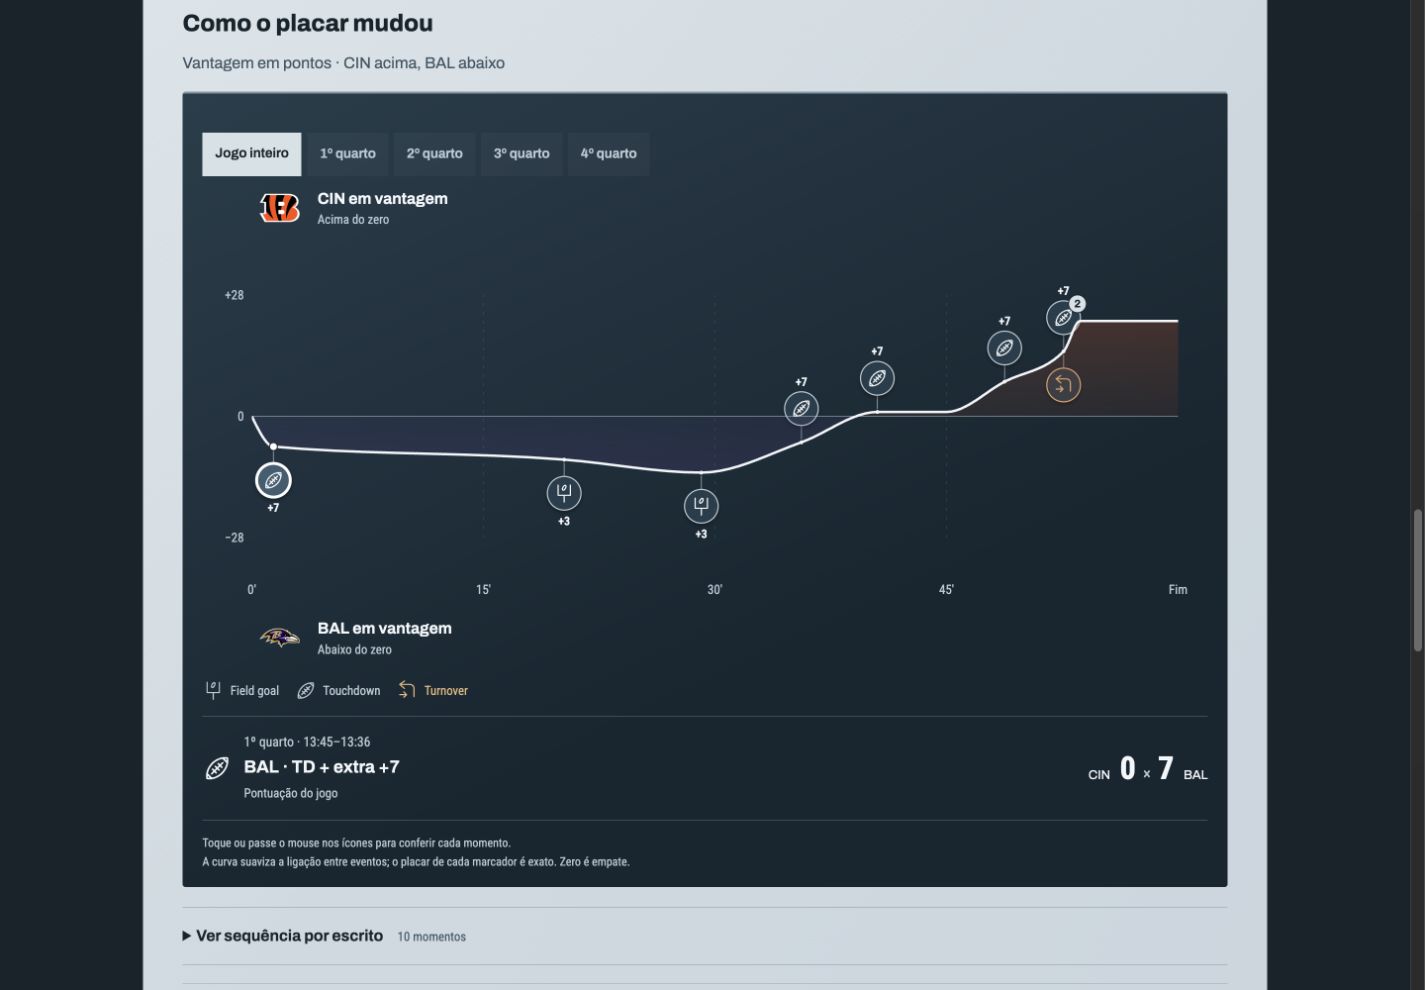 Como o placar mudou
Vantagem em pontos · CIN acima, BAL abaixo
Jogo inteiro
1º quarto
2º quarto
3º quarto
4º quarto
CIN em vantagem
Acima do zero
+28
0
−28
+7
+3
+3
+7
+7
+7
+7
2
0'
15'
30'
45'
Fim
BAL em vantagem
Abaixo do zero
Field goal
Touchdown
Turnover
1º quarto · 13:45–13:36
BAL · TD + extra +7
Pontuação do jogo
CIN 0 × 7 BAL
Toque ou passe o mouse nos ícones para conferir cada momento.
A curva suaviza a ligação entre eventos; o placar de cada marcador é exato. Zero é empate.
Ver sequência por escrito 10 momentos